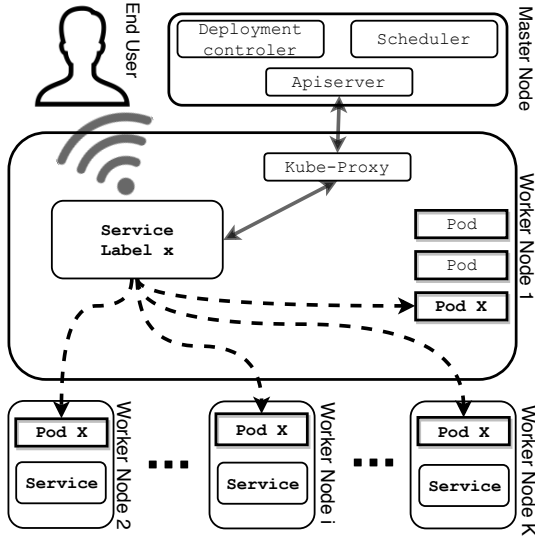 End User
Deployment
controler
Scheduler
Apiserver
Master Node
Kube-Proxy
Service
Label x
Pod
Pod
Pod X
Worker Node 1
Pod X
Service
Worker Node 2
Pod X
Service
Worker Node i
Pod X
Service
Worker Node K